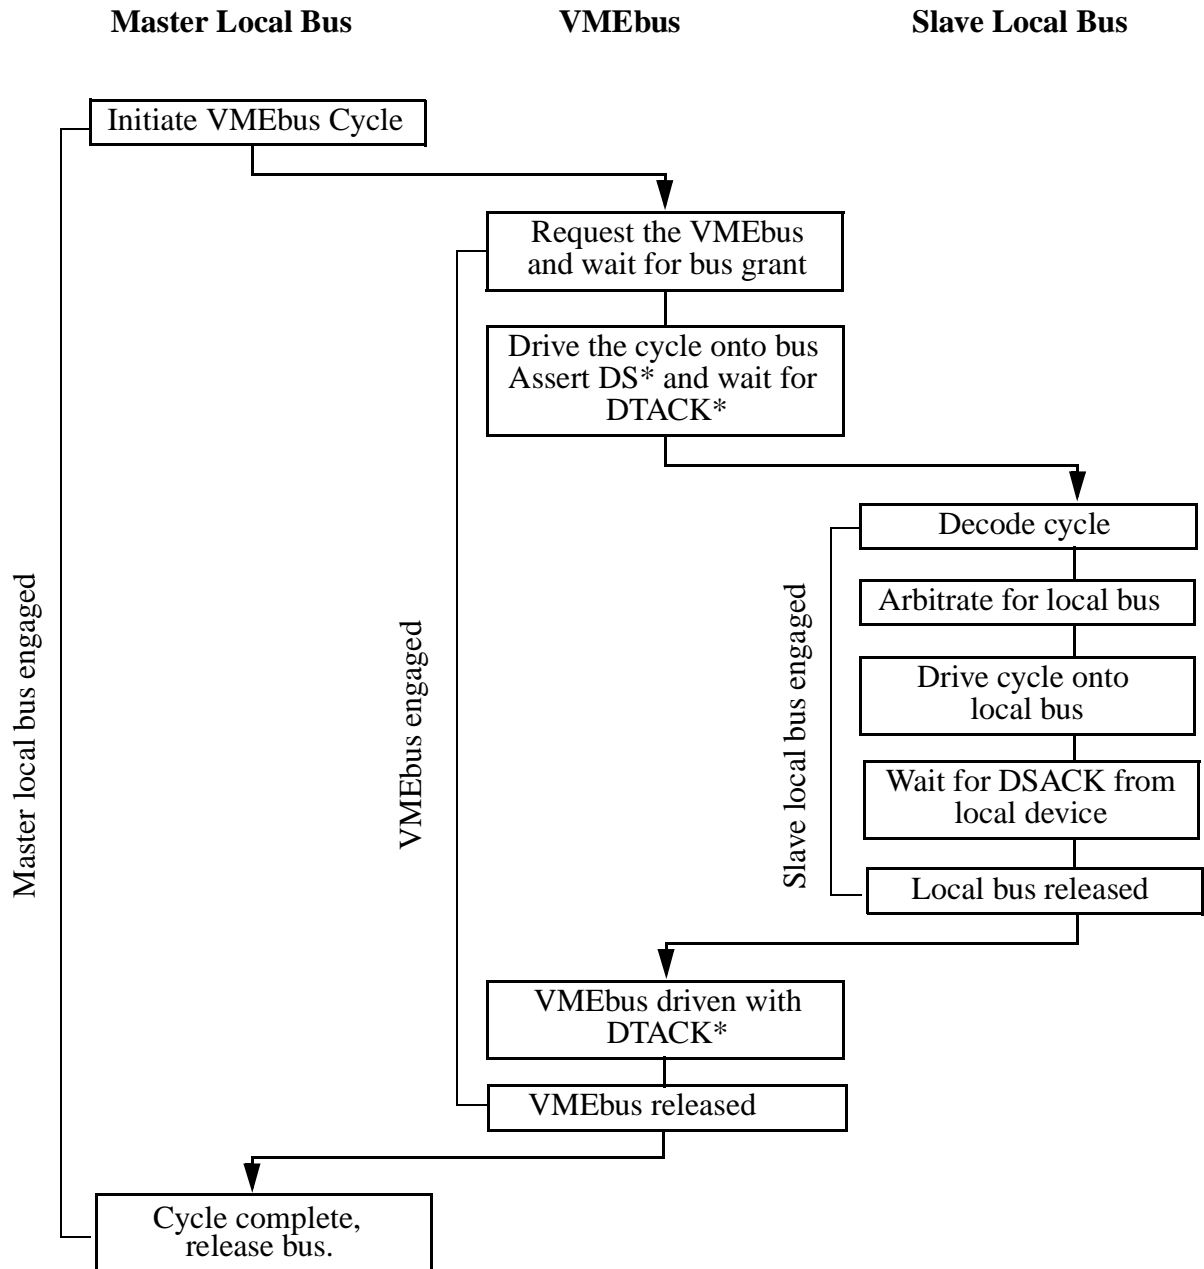 Master Local Bus
VMEbus
Slave Local Bus
Initiate VMEbus Cycle
Request the VMEbus
and wait for bus grant
Drive the cycle onto bus
Assert DS* and wait for
DTACK*
Decode cycle
Arbitrate for local bus
Drive cycle onto
local bus
Wait for DSACK from
local device
Local bus released
Master local bus engaged
VMEbus engaged
Slave local bus engaged
VMEbus driven with
DTACK*
VMEbus released
Cycle complete,
release bus.